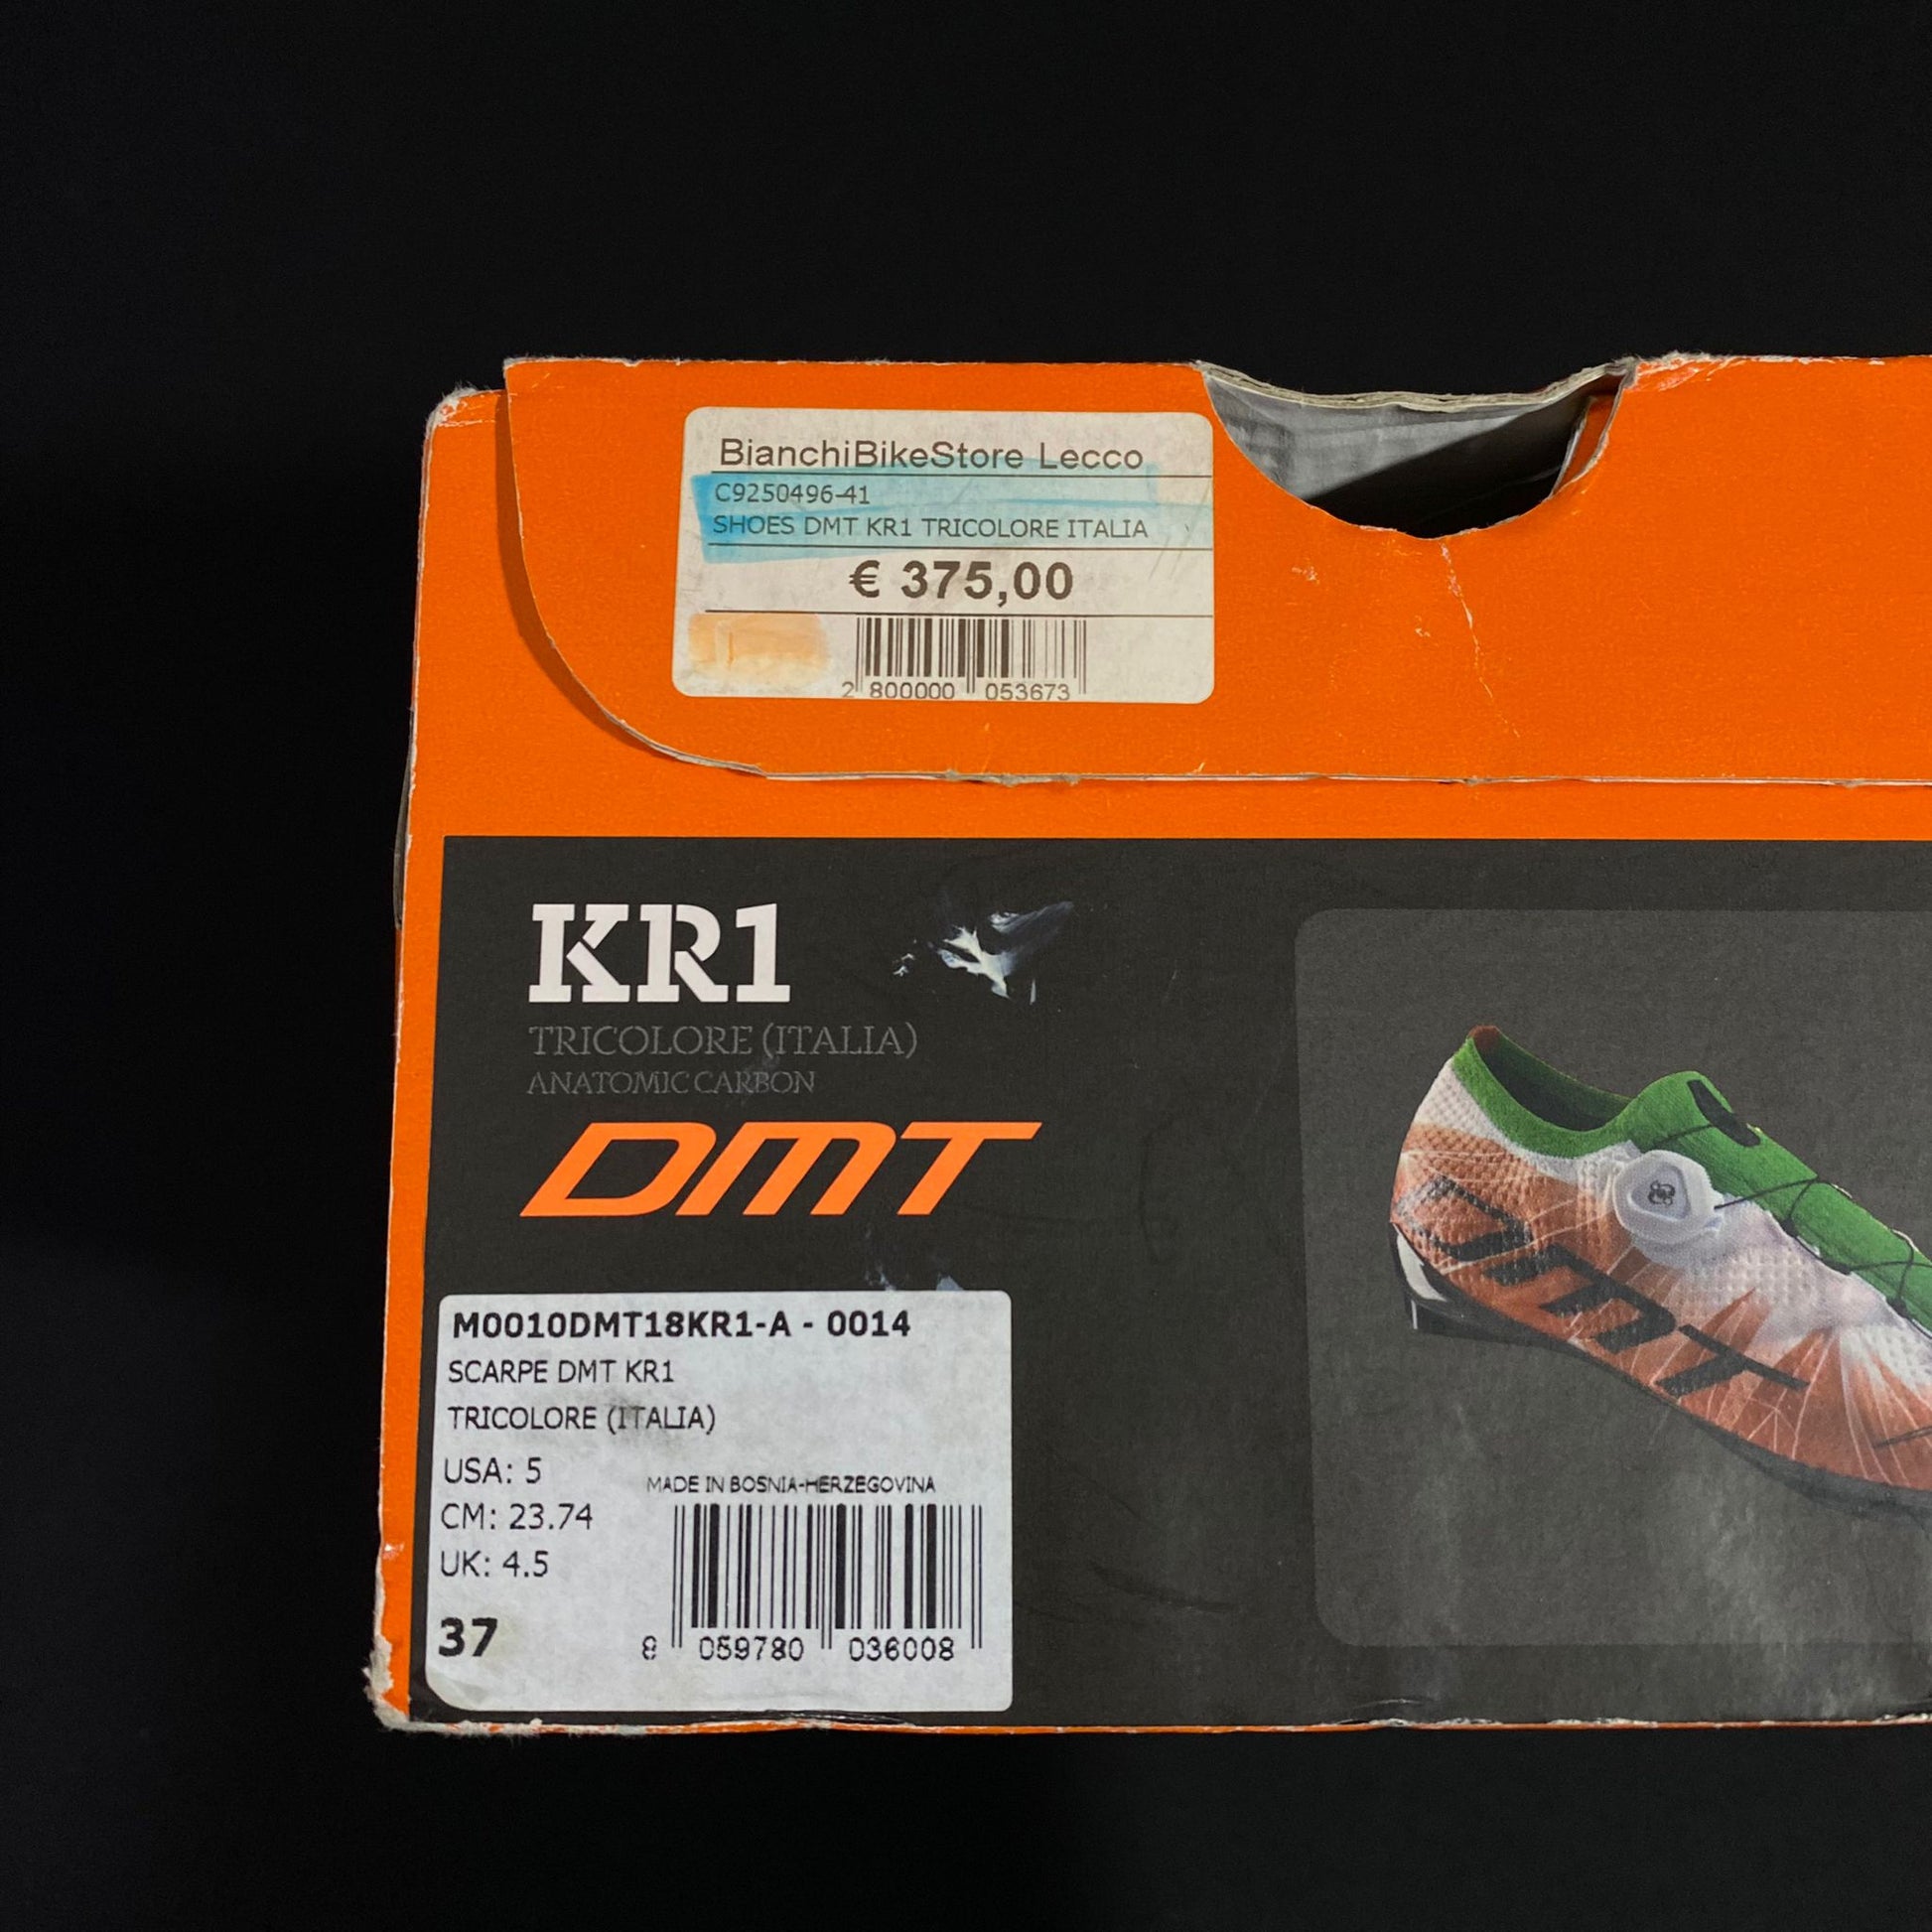 BianchiBikeStore Lecco
C9250496-41
SHOES DMT KR1 TRICOLORE ITALIA
€ 375,00
2 800000 053673
KR1
TRICOLORE (ITALIA)
ANATOMIC CARBON
DMT
M0010DMT18KR1-A - 0014
SCARPE DMT KR1
TRICOLORE (ITALIA)
USA: 5
MADE IN BOSNIA-HERZEGOVINA
CM: 23.74
UK: 4.5
37
8 059780 036008
DMT